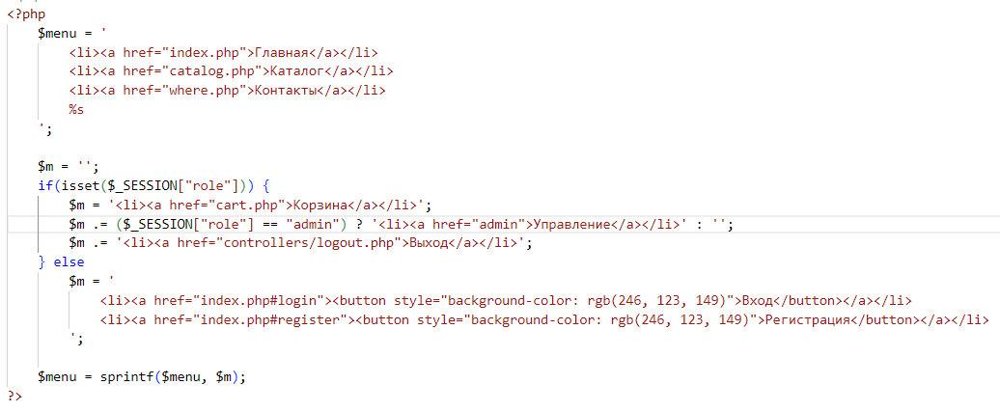 <?php
    $menu = '
        <li><a href="index.php">Главная</a></li>
        <li><a href="catalog.php">Каталог</a></li>
        <li><a href="where.php">Контакты</a></li>
        %s
    ';

    $m = '';
    if(isset($_SESSION["role"])) {
        $m = '<li><a href="cart.php">Корзина</a></li>';
        $m .= ($_SESSION["role"] == "admin") ? '<li><a href="admin">Управление</a></li>' : '';
        $m .= '<li><a href="controllers/logout.php">Выход</a></li>';
    } else
        $m = '
            <li><a href="index.php#login"><button style="background-color: rgb(246, 123, 149)">Вход</button></a></li>
            <li><a href="index.php#register"><button style="background-color: rgb(246, 123, 149)">Регистрация</button></a></li>
        ';

    $menu = sprintf($menu, $m);
?>